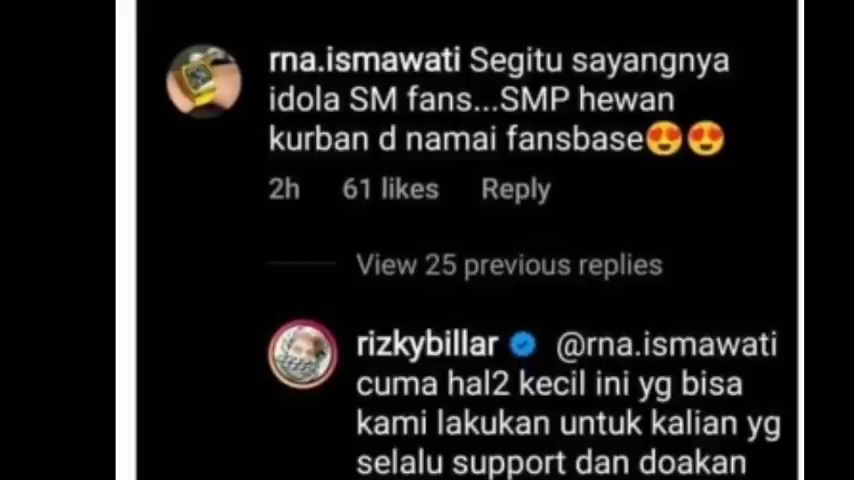 rna.ismawati Segitu sayangnya
idola SM fans...SMP hewan
kurban d namai fansbase😍😍
2h 61 likes Reply
View 25 previous replies
rizkybillar @rna.ismawati
cuma hal2 kecil ini yg bisa
kami lakukan untuk kalian yg
selalu support dan doakan